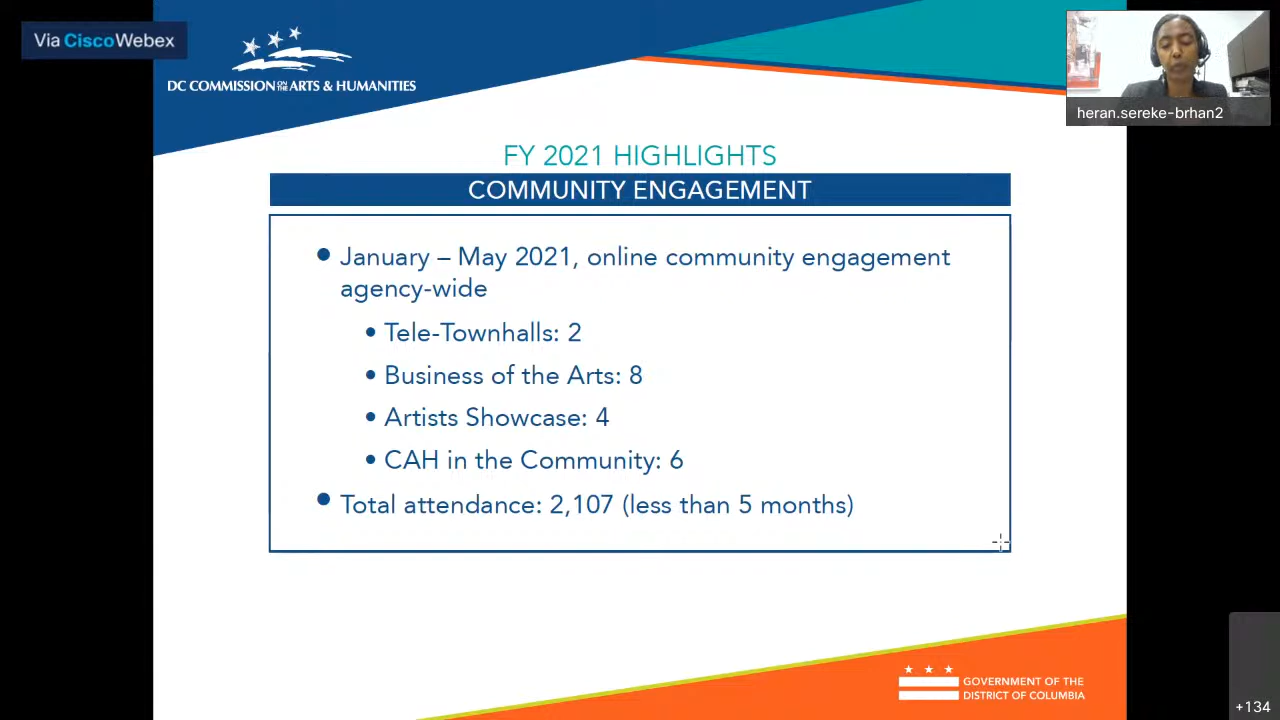 Via CiscoWebex
DC COMMISSION ON THE ARTS & HUMANITIES
heran.sereke-brhan2
FY 2021 HIGHLIGHTS
COMMUNITY ENGAGEMENT
• January – May 2021, online community engagement
agency-wide
• Tele-Townhalls: 2
• Business of the Arts: 8
• Artists Showcase: 4
• CAH in the Community: 6
• Total attendance: 2,107 (less than 5 months)
GOVERNMENT OF THE
DISTRICT OF COLUMBIA
+134